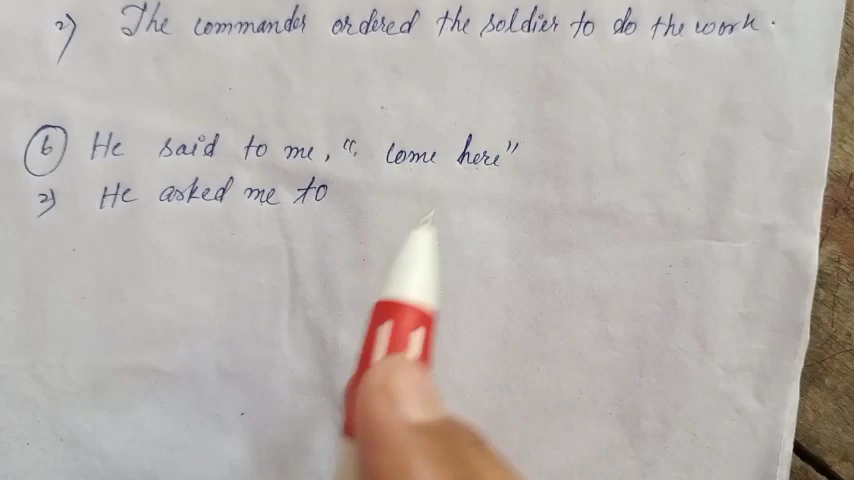 2) The commander ordered the soldier to do the work.
6 He said to me, " come here"
2) He asked me to